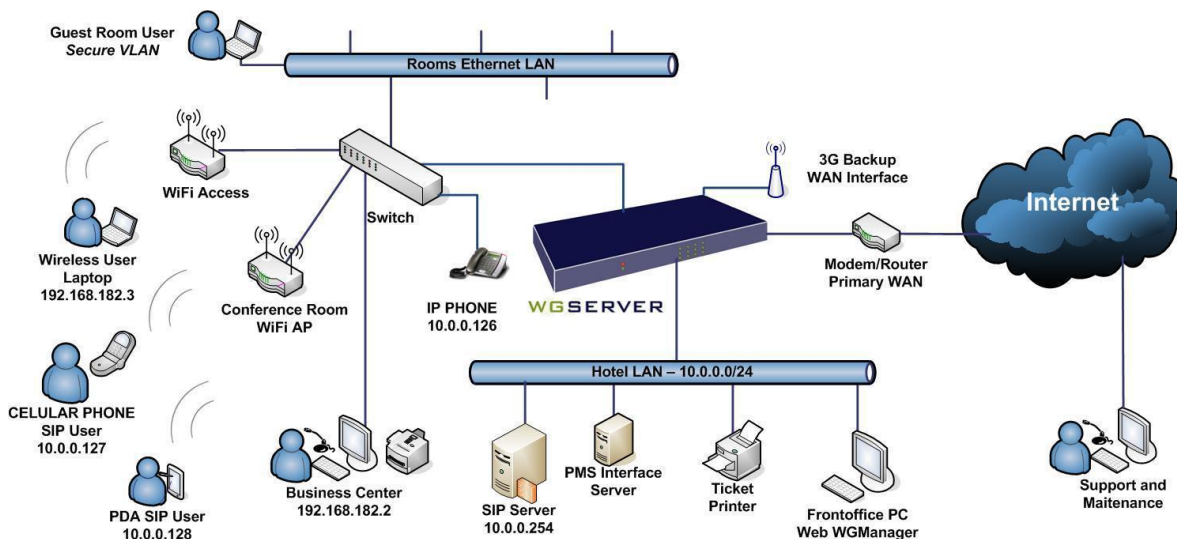 Guest Room User
Secure VLAN
Rooms Ethernet LAN
WiFi Access
Switch
3G Backup
WAN Interface
Internet
Wireless User
Laptop
192.168.182.3
Conference Room
WiFi AP
IP PHONE
10.0.0.126
WGSERVER
Modem/Router
Primary WAN
Hotel LAN – 10.0.0.0/24
CELULAR PHONE
SIP User
10.0.0.127
PDA SIP User
10.0.0.128
Business Center
192.168.182.2
SIP Server
10.0.0.254
PMS Interface
Server
Ticket
Printer
Frontoffice PC
Web WGManager
Support and
Maitenance